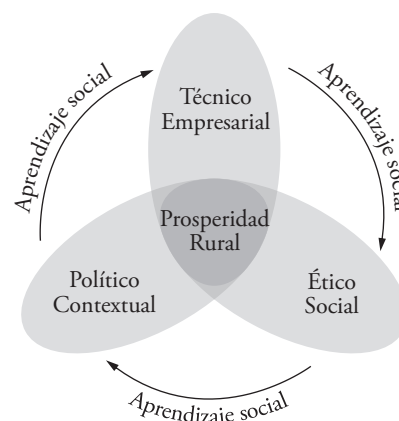 Aprendizaje social
Aprendizaje social
Técnico
Empresarial
Prosperidad
Rural
Político
Contextual
Ético
Social
Aprendizaje social